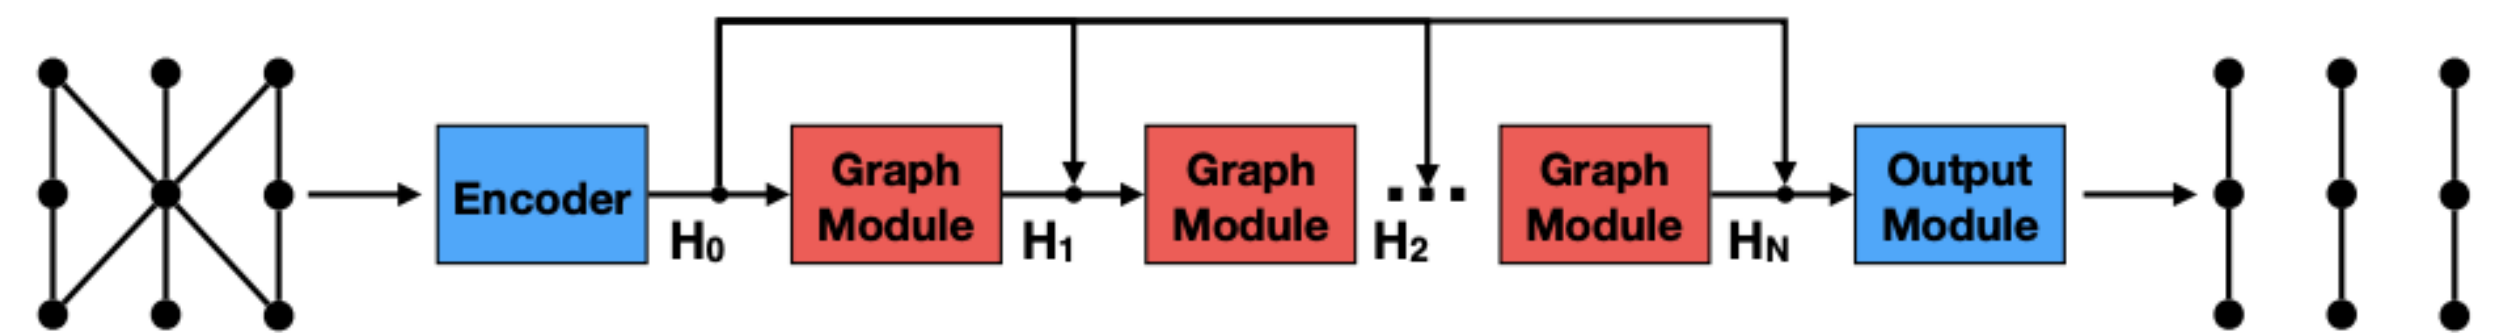 Encoder
H0
Graph
Module
H1
Graph
Module
...
H2
Graph
Module
HN
Output
Module